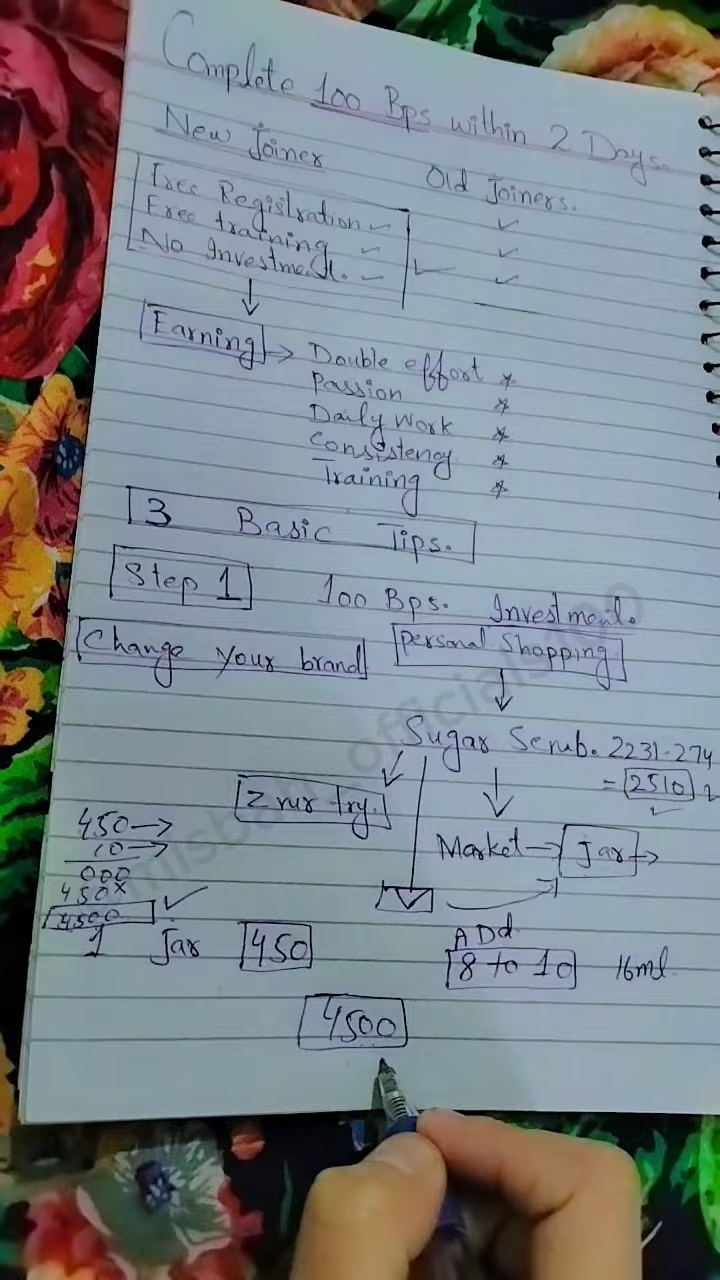 Complete 100 Bps within 2 Days.
New Joiner
Old Joiners.
Free Registration
Free training
No Investment.
Earning → Double effort
Passion
Daily Work
Consistency
Training
3 Basic Tips.
Step 1
100 Bps. Investment.
Change your brand
Personal Shopping
Sugar Scrub. 2231-274
= 2510
Zrur try.
450 →
10 →
000
450x
4500
Market → Jar →
1 Jar 450
ADd
8 to 10 16ml
4500